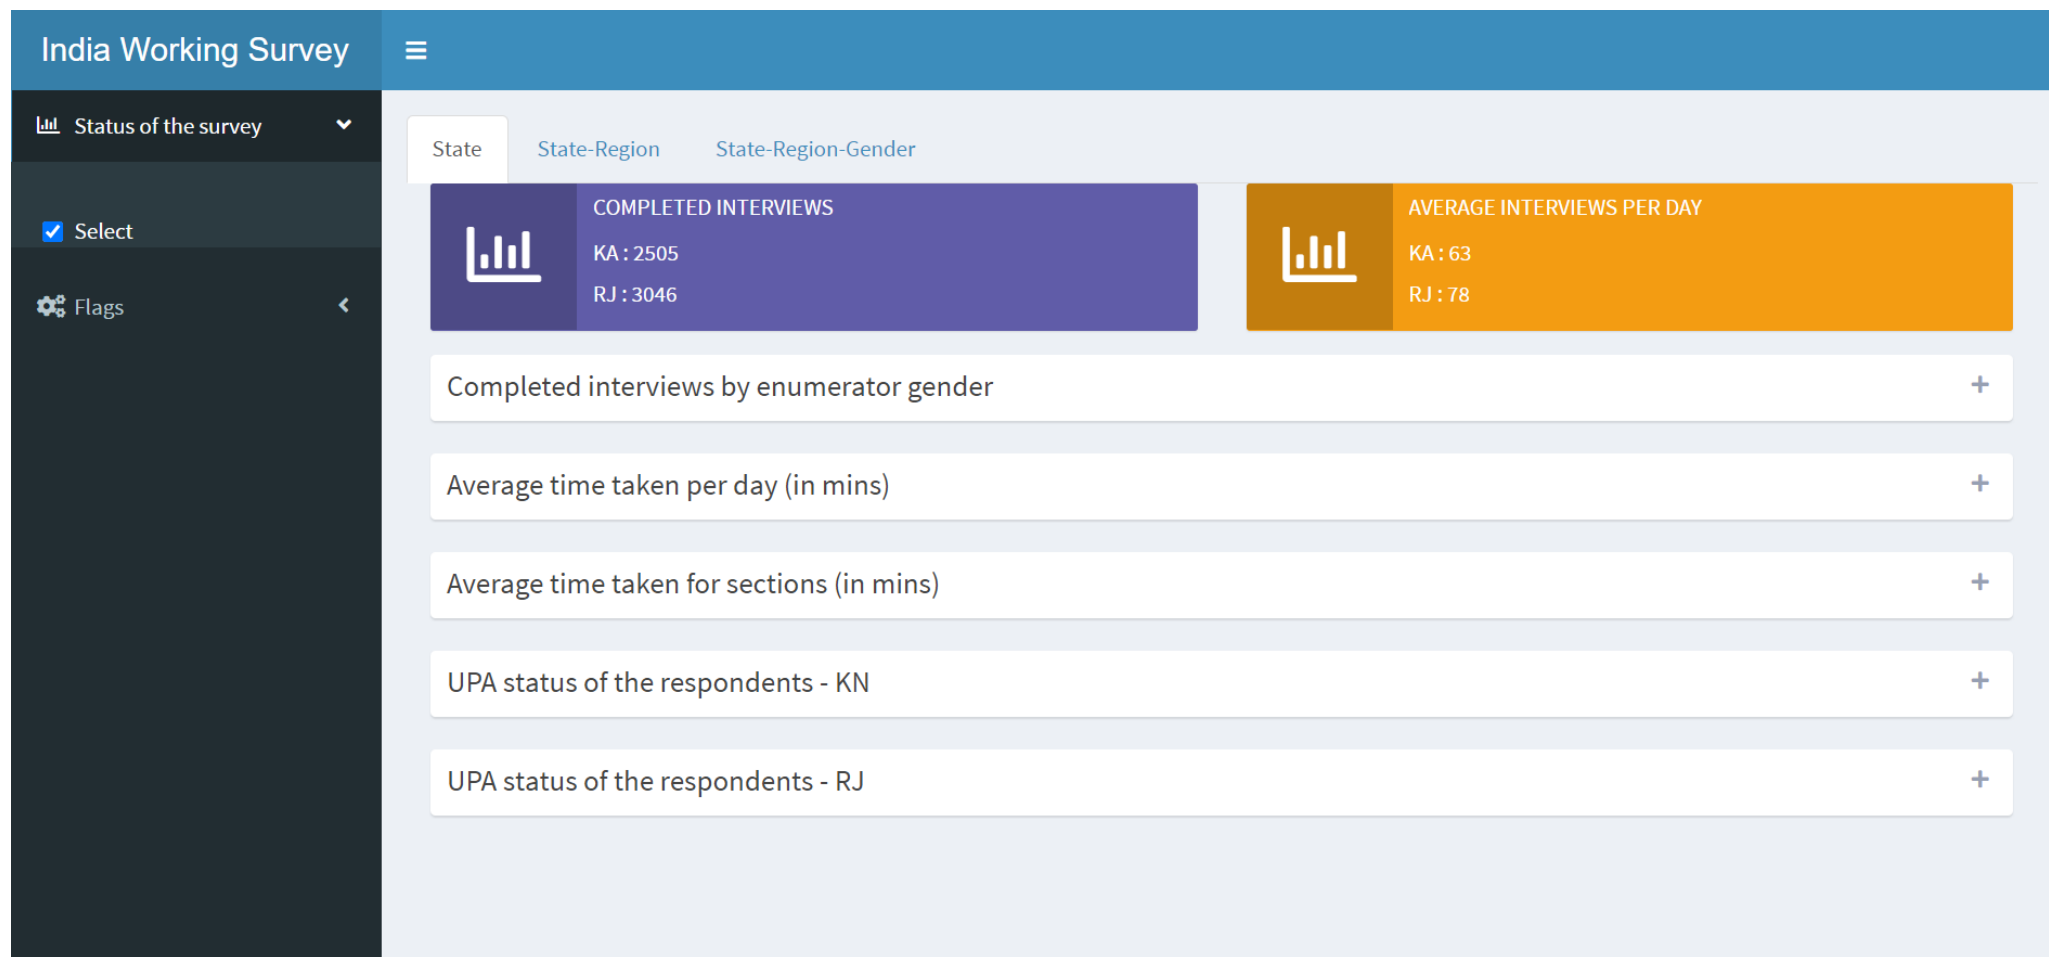 India Working Survey
Status of the survey
Select
Flags
State State-Region State-Region-Gender
COMPLETED INTERVIEWS
KA : 2505
RJ : 3046
AVERAGE INTERVIEWS PER DAY
KA : 63
RJ : 78
Completed interviews by enumerator gender
Average time taken per day (in mins)
Average time taken for sections (in mins)
UPA status of the respondents - KN
UPA status of the respondents - RJ